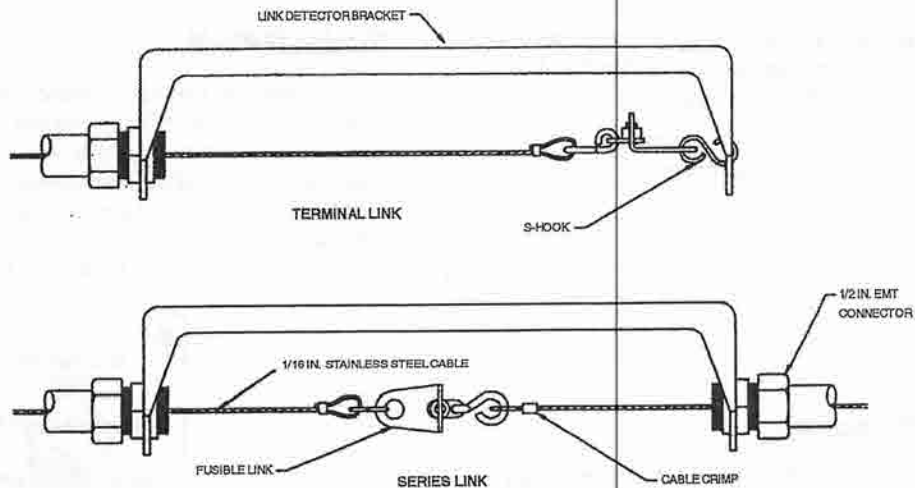 LINK DETECTOR BRACKET
TERMINAL LINK
S-HOOK
1/2 IN. EMT
CONNECTOR
1/16 IN. STAINLESS STEEL CABLE
FUSIBLE LINK
CABLE CRIMP
SERIES LINK